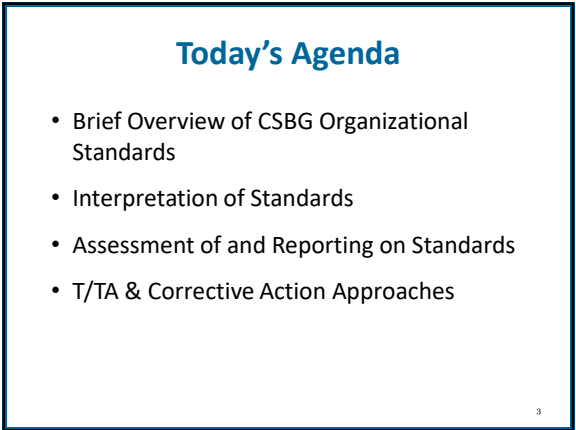 Today’s Agenda
• Brief Overview of CSBG Organizational
Standards
• Interpretation of Standards
• Assessment of and Reporting on Standards
• T/TA & Corrective Action Approaches
3